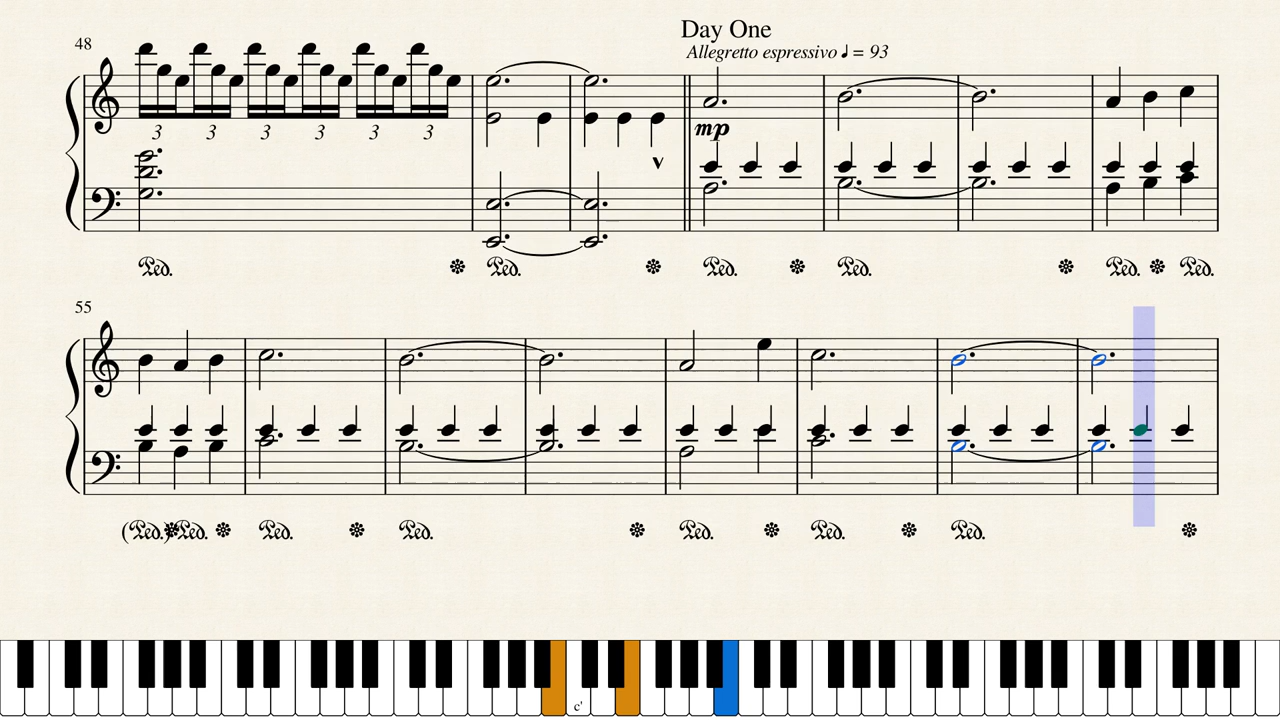 Day One
Allegretto espressivo ♩ = 93
48
3 3 3 3 3 3
mp
Ped. Ped. Ped. Ped. Ped. Ped.
55
(Ped.) Ped. Ped. Ped. Ped. Ped. Ped.
c'